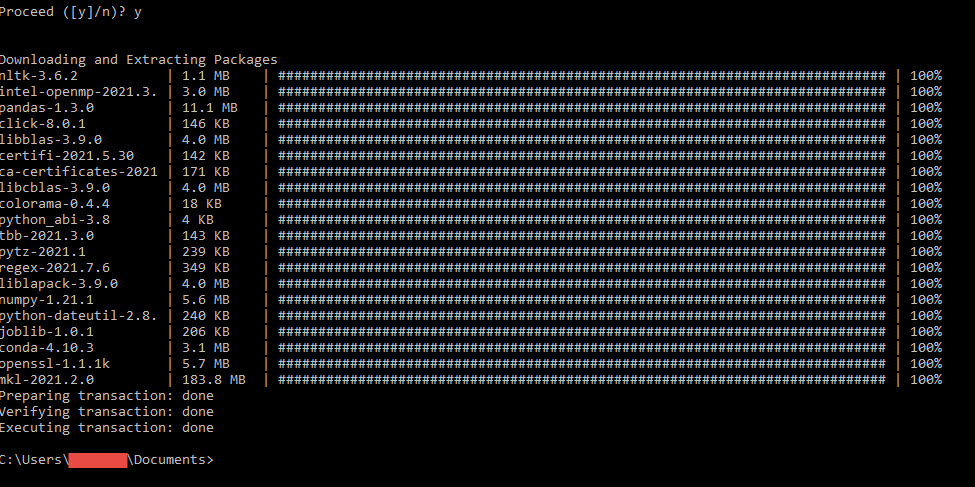 Proceed ([y]/n)? y
Downloading and Extracting Packages
nltk-3.6.2           | 1.1 MB    | ############################################################################ | 100%
intel-openmp-2021.3. | 3.0 MB    | ############################################################################ | 100%
pandas-1.3.0         | 11.1 MB   | ############################################################################ | 100%
click-8.0.1          | 146 KB    | ############################################################################ | 100%
libblas-3.9.0        | 4.0 MB    | ############################################################################ | 100%
certifi-2021.5.30    | 142 KB    | ############################################################################ | 100%
ca-certificates-2021 | 171 KB    | ############################################################################ | 100%
libcblas-3.9.0       | 4.0 MB    | ############################################################################ | 100%
colorama-0.4.4       | 18 KB     | ############################################################################ | 100%
python_abi-3.8       | 4 KB      | ############################################################################ | 100%
tbb-2021.3.0         | 143 KB    | ############################################################################ | 100%
pytz-2021.1          | 239 KB    | ############################################################################ | 100%
regex-2021.7.6       | 349 KB    | ############################################################################ | 100%
liblapack-3.9.0      | 4.0 MB    | ############################################################################ | 100%
numpy-1.21.1         | 5.6 MB    | ############################################################################ | 100%
python-dateutil-2.8. | 240 KB    | ############################################################################ | 100%
joblib-1.0.1         | 206 KB    | ############################################################################ | 100%
conda-4.10.3         | 3.1 MB    | ############################################################################ | 100%
openssl-1.1.1k       | 5.7 MB    | ############################################################################ | 100%
mkl-2021.2.0         | 183.8 MB  | ############################################################################ | 100%
Preparing transaction: done
Verifying transaction: done
Executing transaction: done
C:\Users\ \Documents>